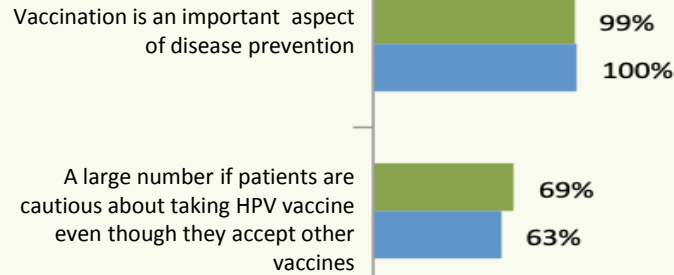 Vaccination is an important aspect
of disease prevention
99%
100%
A large number if patients are
cautious about taking HPV vaccine
even though they accept other
vaccines
69%
63%